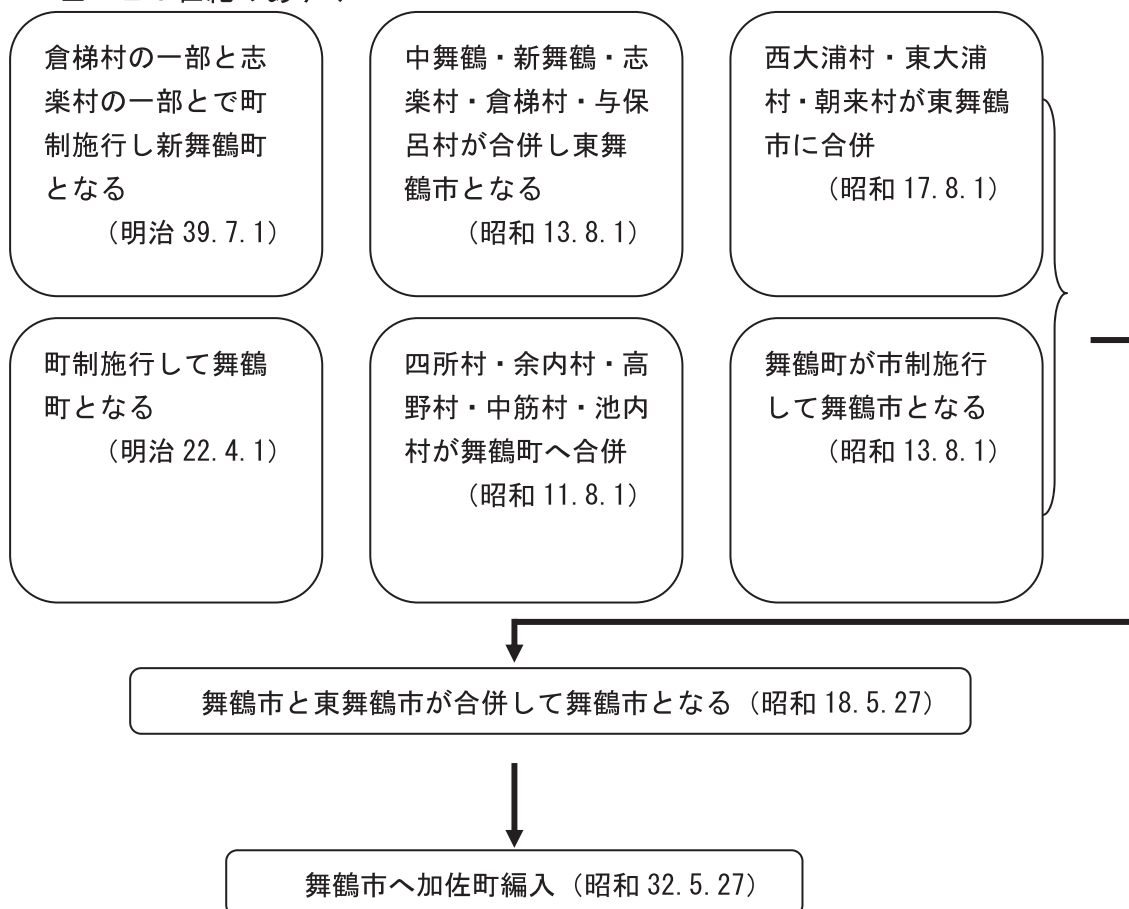 倉梯村の一部と志
楽村の一部とで町
制施行し新舞鶴町
となる
（明治 39.7.1）
中舞鶴・新舞鶴・志
楽村・倉梯村・与保
呂村が合併し東舞
鶴市となる
（昭和 13.8.1）
西大浦村・東大浦
村・朝来村が東舞鶴
市に合併
（昭和 17.8.1）
町制施行して舞鶴
町となる
（明治 22.4.1）
四所村・余内村・高
野村・中筋村・池内
村が舞鶴町へ合併
（昭和 11.8.1）
舞鶴町が市制施行
して舞鶴市となる
（昭和 13.8.1）
舞鶴市と東舞鶴市が合併して舞鶴市となる（昭和 18.5.27）
舞鶴市へ加佐町編入（昭和 32.5.27）